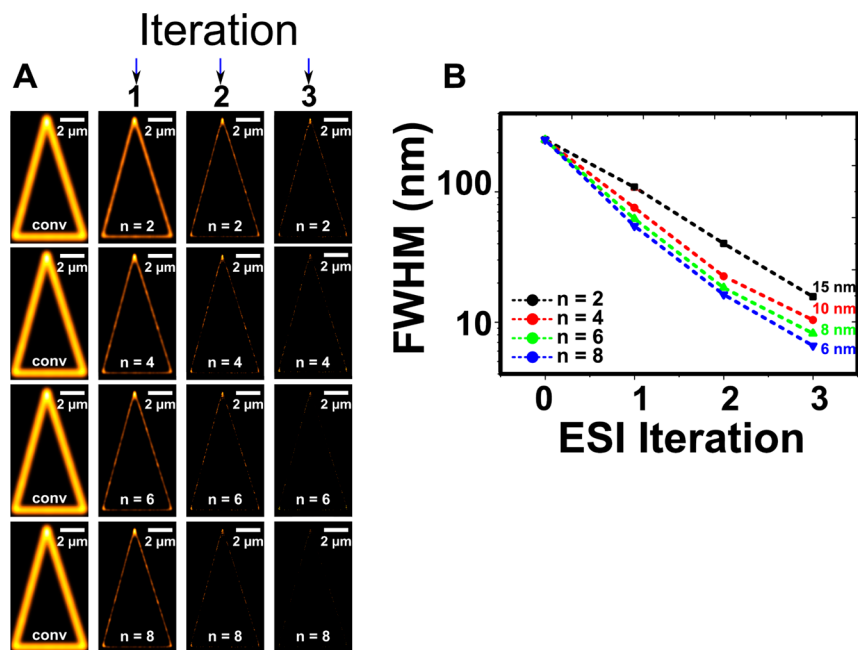 Iteration
A
1
2
3
2 µm
2 µm
2 µm
2 µm
conv
n = 2
n = 2
n = 2
2 µm
2 µm
2 µm
2 µm
conv
n = 4
n = 4
n = 4
2 µm
2 µm
2 µm
2 µm
conv
n = 6
n = 6
n = 6
2 µm
2 µm
2 µm
2 µm
conv
n = 8
n = 8
n = 8
B
FWHM (nm)
100
10
n = 2
n = 4
n = 6
n = 8
15 nm
10 nm
8 nm
6 nm
0
1
2
3
ESI Iteration